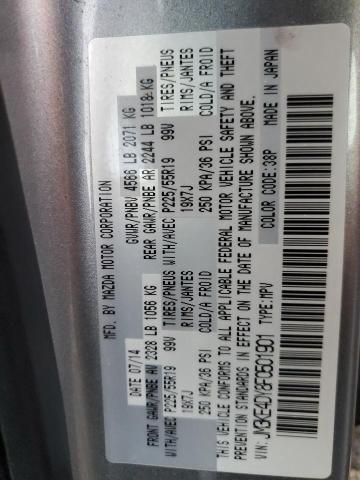 MFD. BY MAZDA MOTOR CORPORATION
DATE 07/14
GVWR/PNBV 4566 LB 2071 KG
FRONT GAWR/PNBE AV 2328 LB 1056 KG
REAR GAWR/PNBE AR 2244 LB 1018 KG
WITH/AVEC P225/55R19 99V TIRES/PNEUS WITH/AVEC P225/55R19 99V TIRES/PNEUS
19X7J RIMS/JANTES 19X7J RIMS/JANTES
250 KPA/36 PSI COLD/A FROID 250 KPA/36 PSI COLD/A FROID
THIS VEHICLE CONFORMS TO ALL APPLICABLE FEDERAL MOTOR VEHICLE SAFETY AND THEFT
PREVENTION STANDARDS IN EFFECT ON THE DATE OF MANUFACTURE SHOWN ABOVE.
JM3KE4DY3F0501901 TYPE:MPV COLOR CODE:38P MADE IN JAPAN